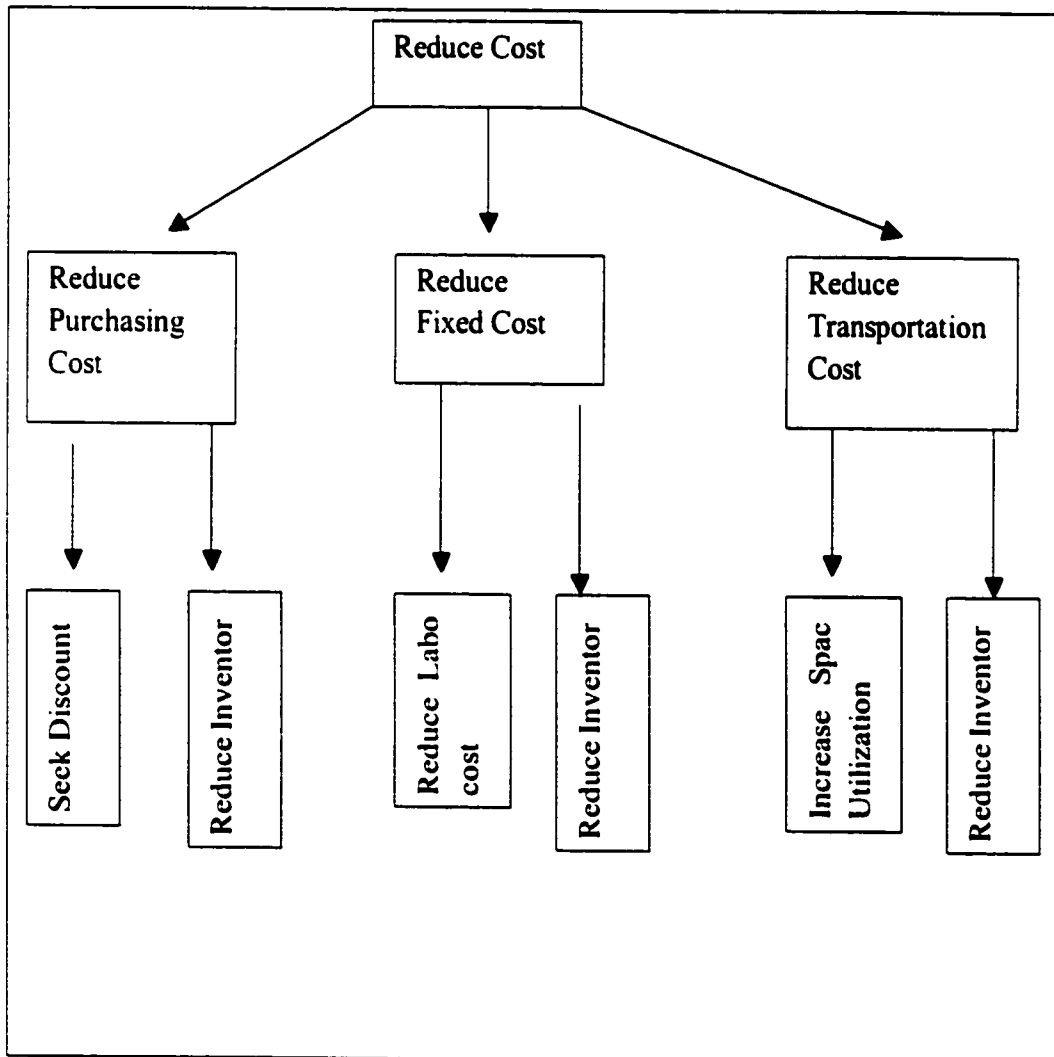 Reduce Cost
Reduce
Purchasing
Cost
Reduce
Fixed Cost
Reduce
Transportation
Cost
Seek Discount
Reduce Inventor
Reduce Labo
cost
Reduce Inventor
Increase Spac
Utilization
Reduce Inventor